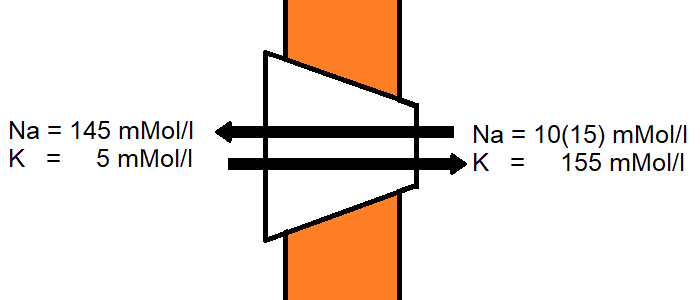 Na = 145 mMol/l
K = 5 mMol/l
Na = 10(15) mMol/l
K = 155 mMol/l